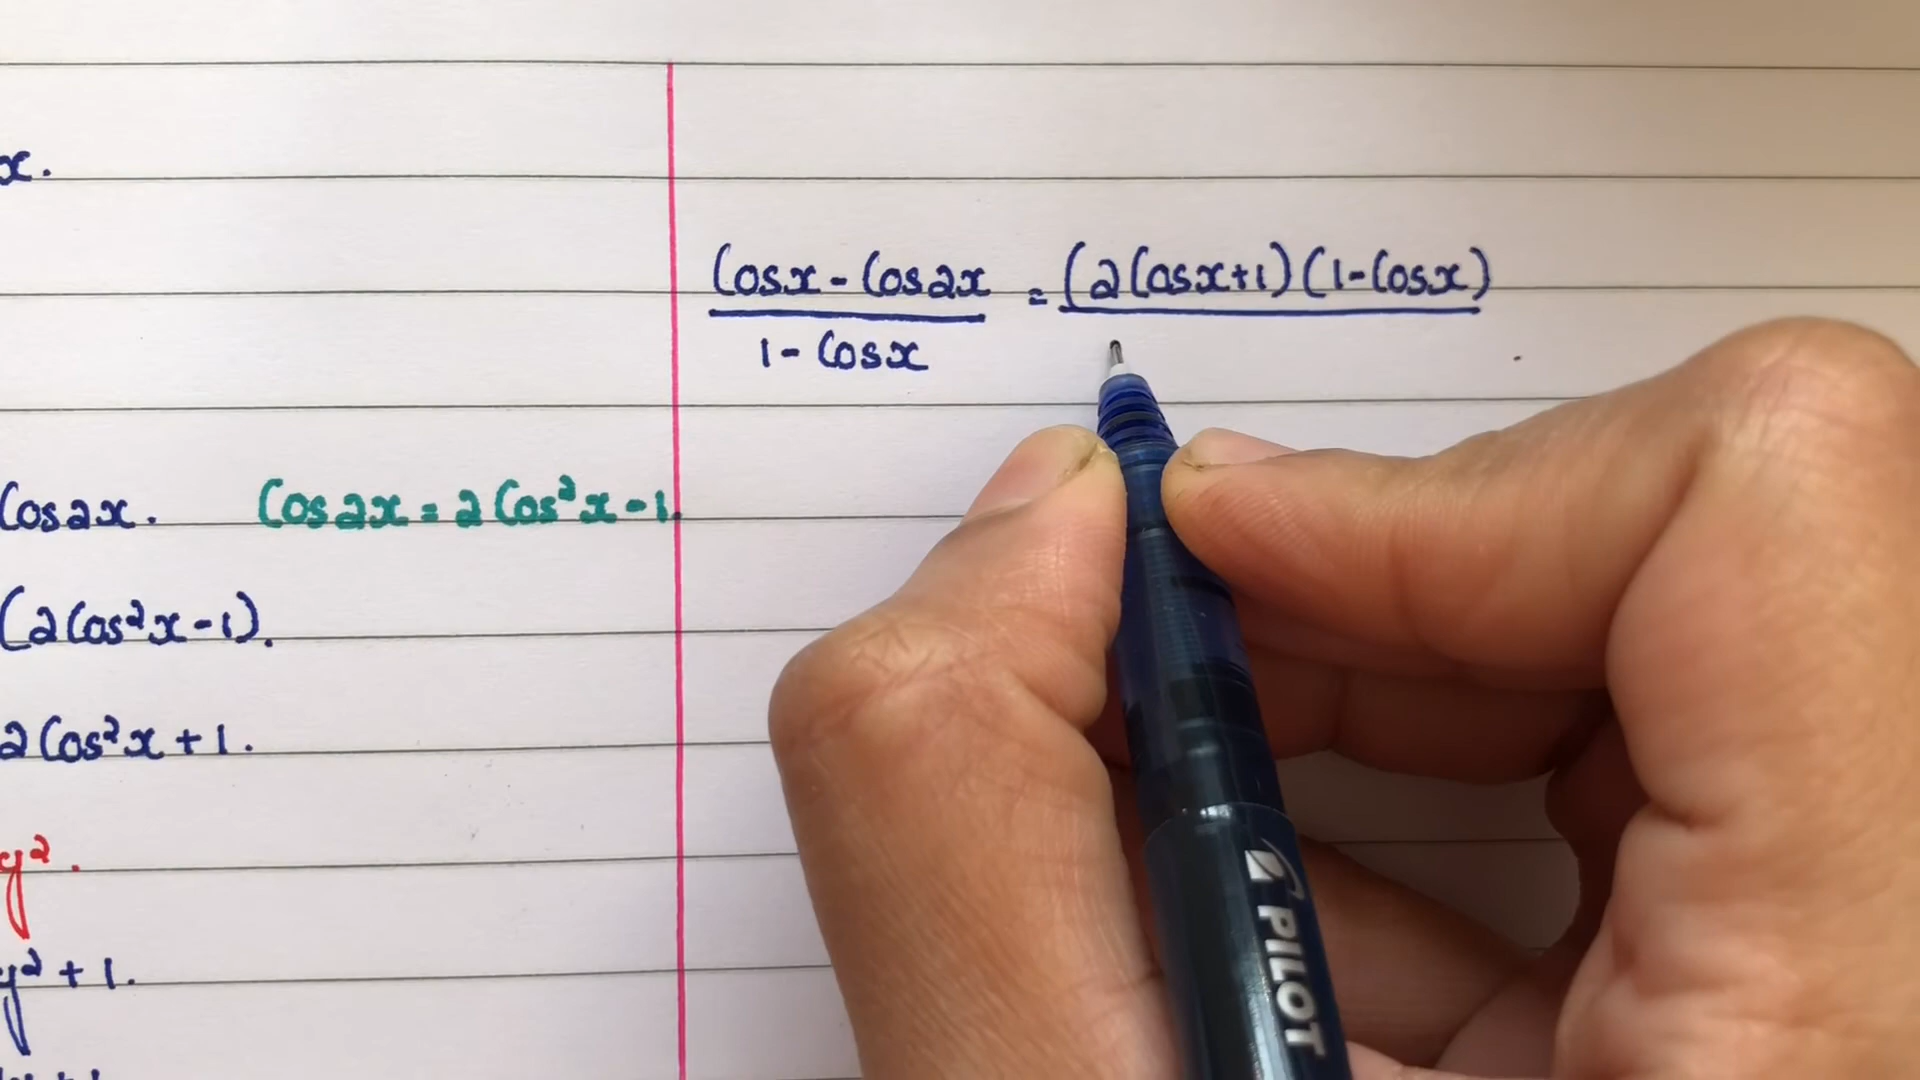 x.
Cos2x. Cos2x = 2Cos²x - 1.
(2Cos²x - 1).
2Cos²x + 1.
y².
y² + 1.
Cosx - Cos2x = (2Cosx+1)(1-Cosx)
1 - Cosx
PILOT